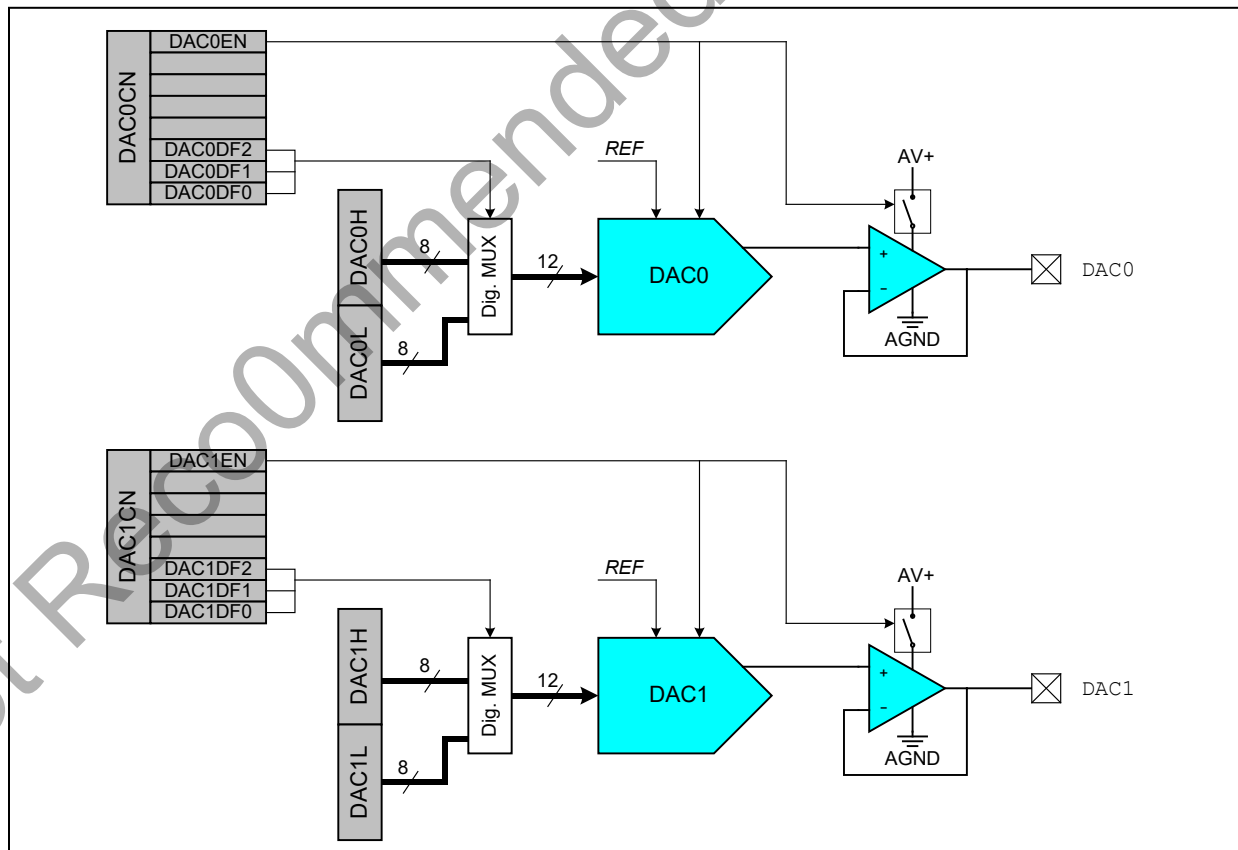 DAC0CN
DAC0EN
DAC0DF2
DAC0DF1
DAC0DF0
DAC0H
DAC0L
8
8
Dig. MUX
12
REF
DAC0
AV+
+
−
AGND
DAC0
DAC1CN
DAC1EN
DAC1DF2
DAC1DF1
DAC1DF0
DAC1H
DAC1L
8
8
Dig. MUX
12
REF
DAC1
AV+
+
−
AGND
DAC1
t Reco0mmended